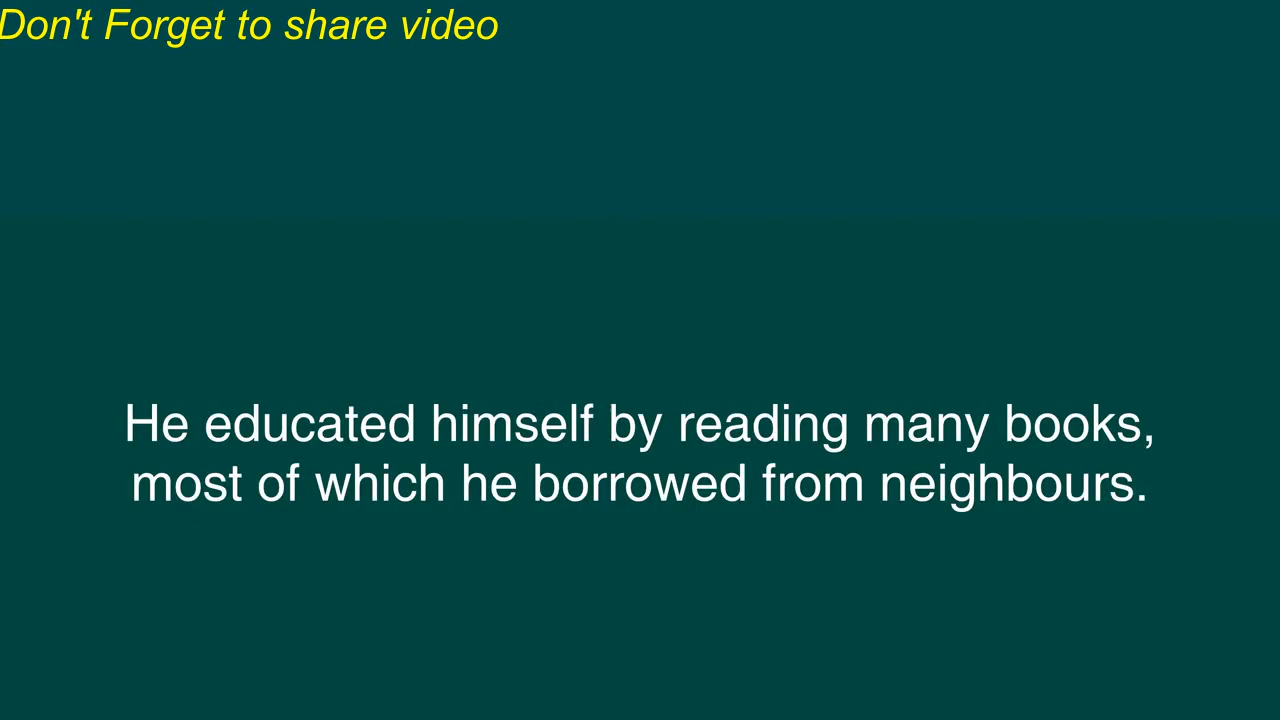 Don't Forget to share video
He educated himself by reading many books,
most of which he borrowed from neighbours.